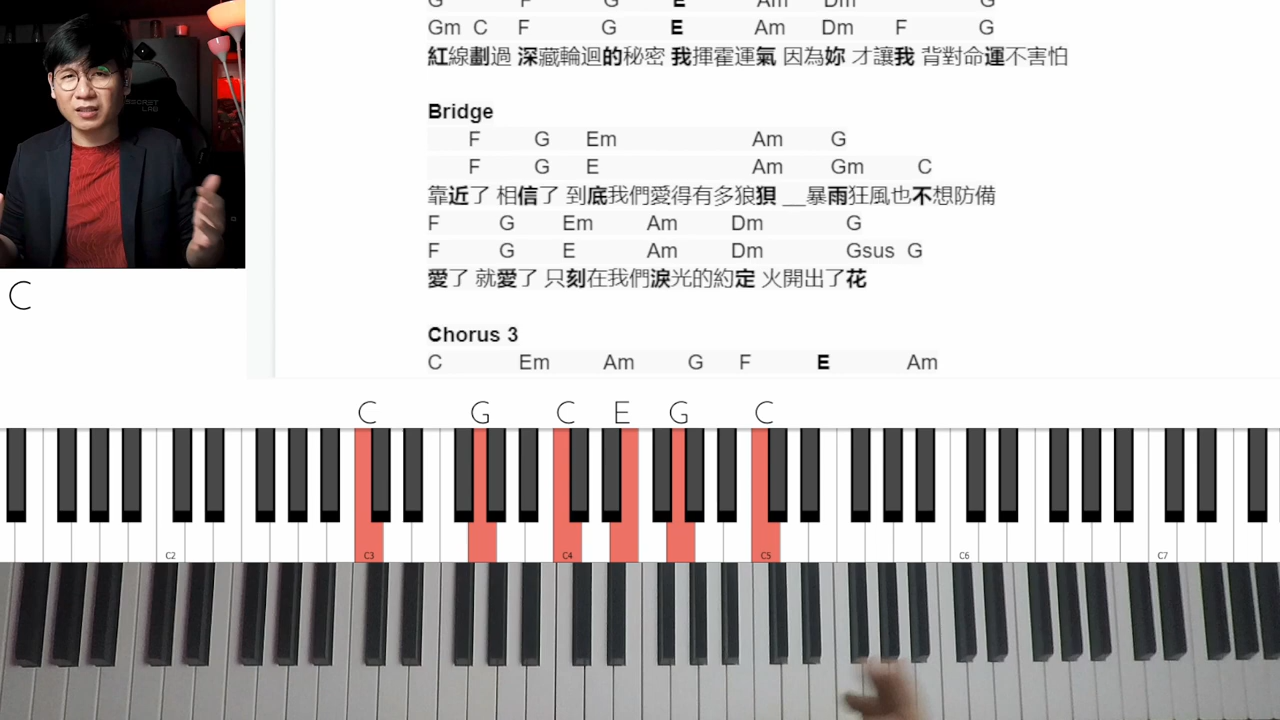 G F G E Am Dm G
Gm C F G E Am Dm F G
紅線劃過 深藏輪迴的秘密 我揮霍運氣 因為妳 才讓我 背對命運不害怕
Bridge
F G Em Am G
F G E Am Gm C
靠近了 相信了 到底我們愛得有多狼狽 __暴雨狂風也不想防備
F G Em Am Dm G
F G E Am Dm Gsus G
愛了 就愛了 只刻在我們淚光的約定 火開出了花
Chorus 3
C Em Am G F E Am
SECRET
LAB
C
C G C E G C
C2 C3 C4 C5 C6 C7